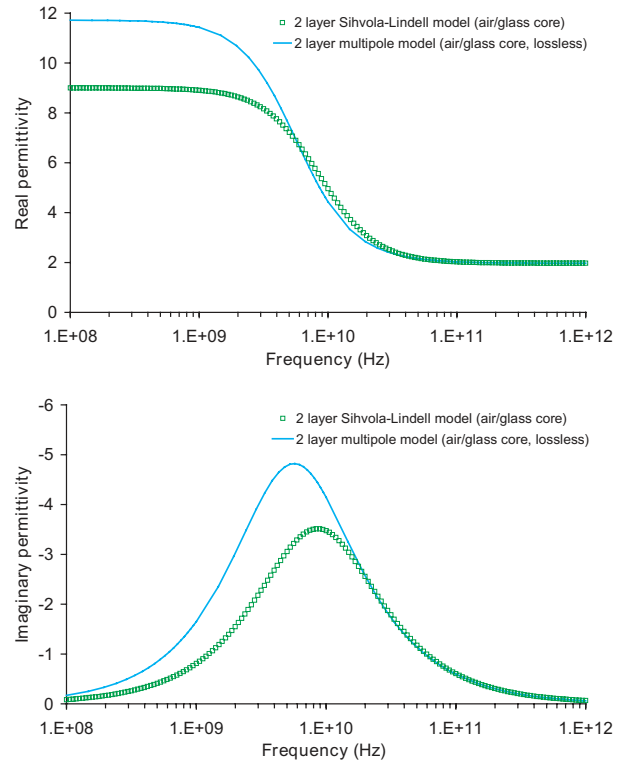 2 layer Sihvola-Lindell model (air/glass core)
2 layer multipole model (air/glass core, lossless)
Real permittivity
12
10
8
6
4
2
0
1.E+08
1.E+09
1.E+10
1.E+11
1.E+12
Frequency (Hz)
2 layer Sihvola-Lindell model (air/glass core)
2 layer multipole model (air/glass core, lossless)
Imaginary permittivity
-6
-5
-4
-3
-2
-1
0
1.E+08
1.E+09
1.E+10
1.E+11
1.E+12
Frequency (Hz)